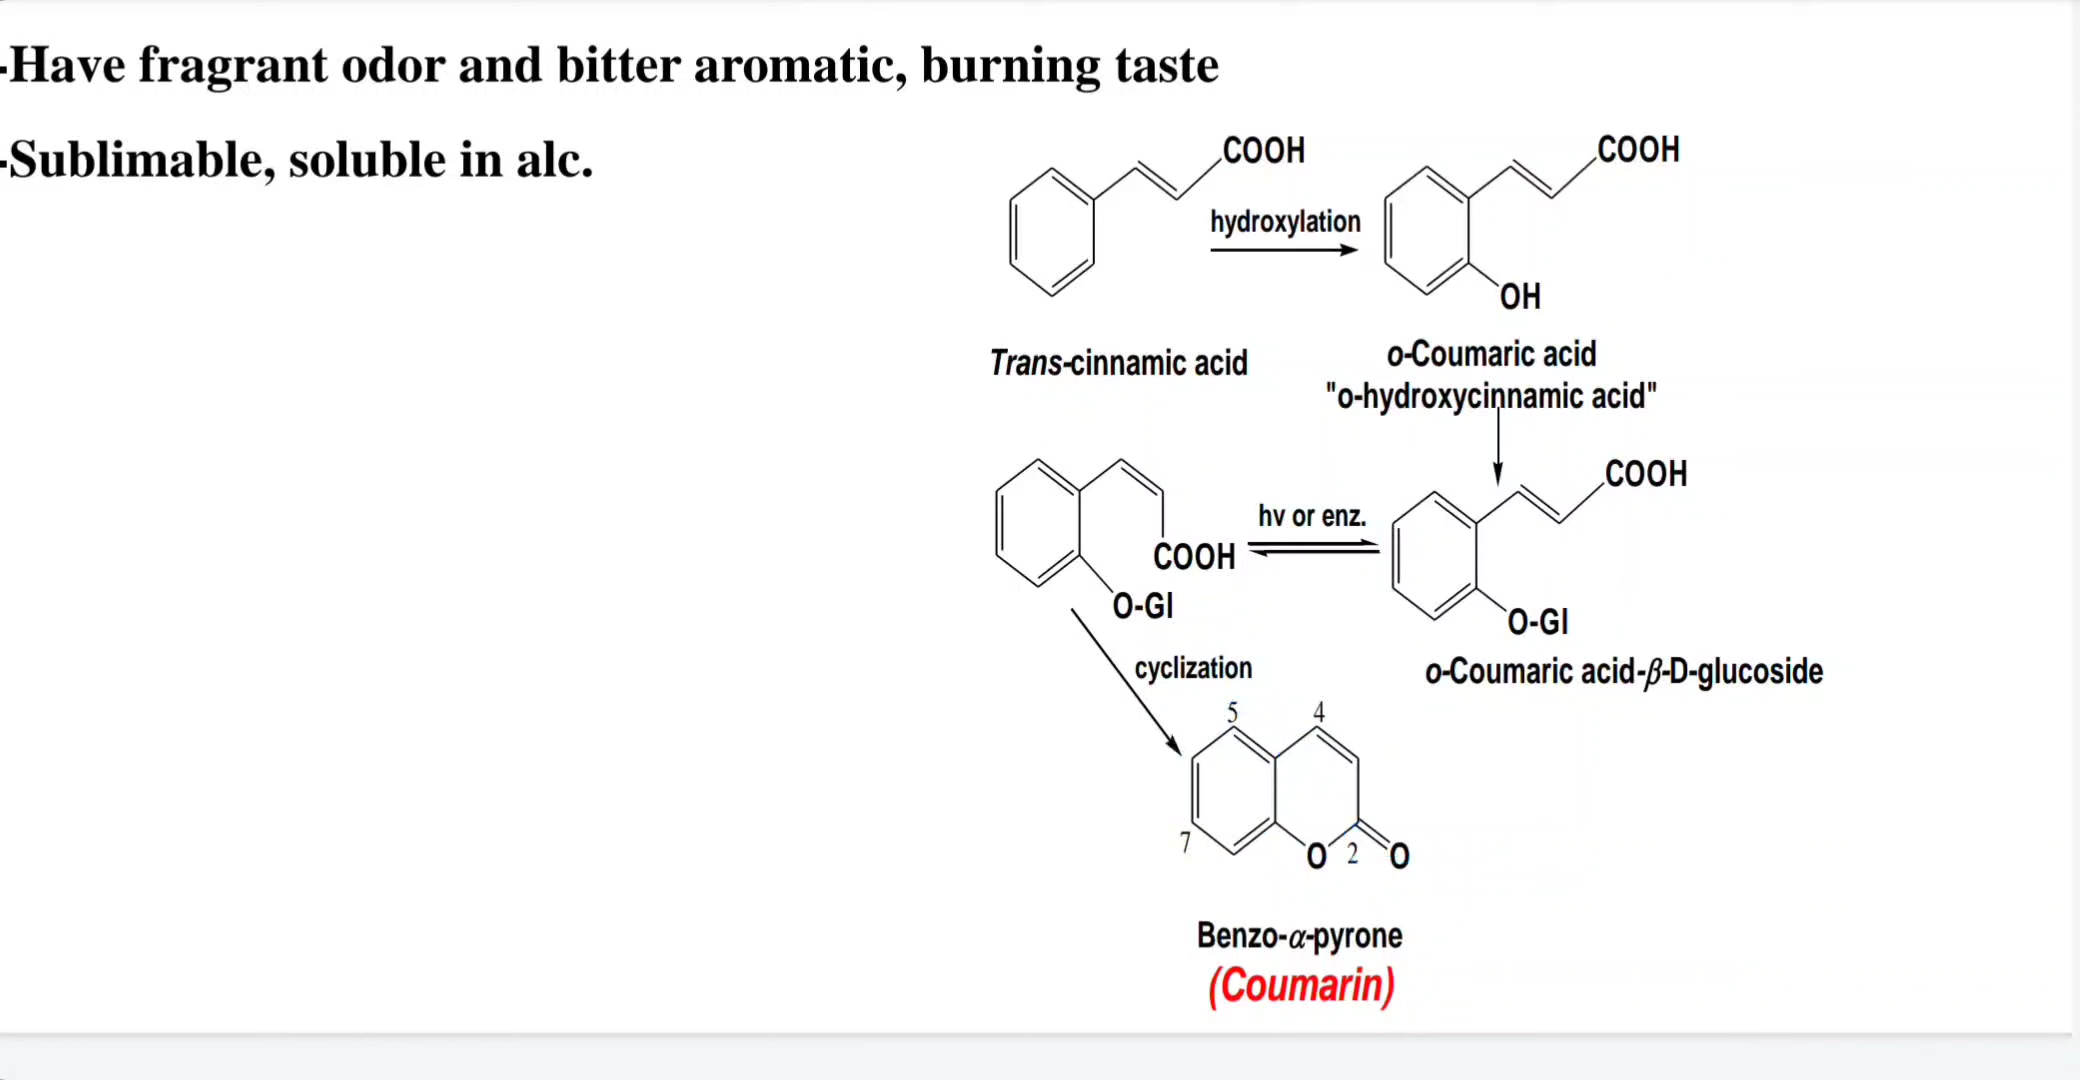 -Have fragrant odor and bitter aromatic, burning taste
-Sublimable, soluble in alc.
COOH
COOH
hydroxylation
OH
Trans-cinnamic acid
o-Coumaric acid
"o-hydroxycinnamic acid"
COOH
hv or enz.
COOH
O-Gl
O-Gl
cyclization
o-Coumaric acid-β-D-glucoside
5 4
7
O 2 O
Benzo-α-pyrone
(Coumarin)